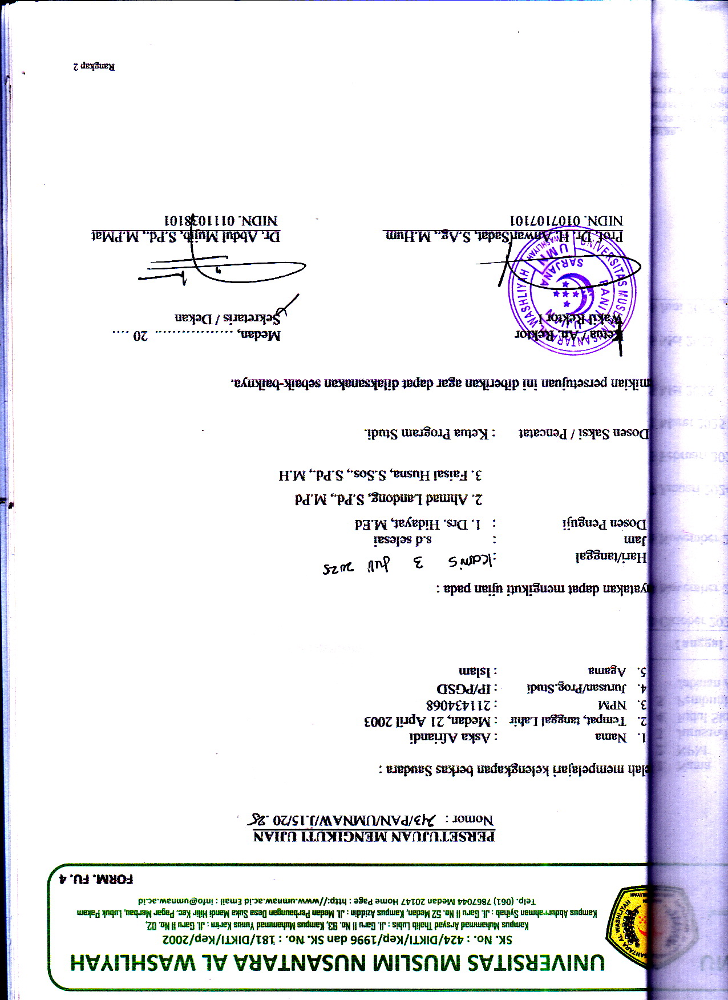 UNIVERSITAS MUSLIM NUSANTARA AL WASHLIYAH
SK. No. : 424/DIKTI/Kep/1996 dan SK. No. : 181/DIKTI/Kep/2002
Kampus Muhammad Arsyad Thalib Lubis : Jl. Garu II No. 93, Kampus Muhammad Yunus Karim : Jl. Garu II No. 02,
Kampus Abdurrahman Syihab : Jl. Garu II No. 52 Medan, Kampus Azizdin : Jl. Medan Perbaungan Desa Suka Mandi Hilir Kec. Pagar Merbau, Lubuk Pakam
Telp. (061) 7867044 Medan 20147 Home Page : http://www.umnaw.ac.id Email : info@umnaw.ac.id
FORM. FU. 4
PERSETUJUAN MENGIKUTI UJIAN
Nomor : 743/PAN/UMNAW/J.15/20 .25
elah mempelajari kelengkapan berkas Saudara :
1. Nama : Aska Afriandi
2. Tempat, tanggal Lahir : Medan, 21 April 2003
3. NPM : 211434068
4. Jurusan/Prog.Studi : IP/PGSD
5. Agama : Islam
yatakan dapat mengikuti ujian pada :
Hari/tanggal : Kamis 3 Juli 2025
Jam : s.d selesai
Dosen Penguji : 1. Drs. Hidayat, M.Ed
2. Ahmad Landong, S.Pd., M.Pd
3. Faisal Husna, S.Sos., S.Pd., M.H
Dosen Saksi / Pencatat : Ketua Program Studi.
mikian persetujuan ini diberikan agar dapat dilaksanakan sebaik-baiknya.
Medan, .................. 20 ....
Ketua / An. Rektor
Wakil Rektor I
Sekretaris / Dekan
UNIVERSITAS MUSLIM NUSANTARA AL WASHLIYAH
PANITIA UJIAN SARJANA
UMN
AL WASHLIYAH
Prof. Dr. H. Anwar Sadat, S.Ag., M.Hum
NIDN. 0107107101
Dr. Abdul Mujib, S.Pd., M.PMat
NIDN. 0111038101
Rangkap 2